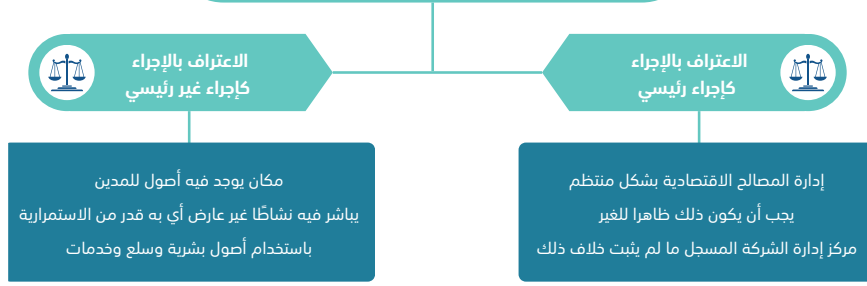 الاعتراف بالإجراء
كإجراء رئيسي
إدارة المصالح الاقتصادية بشكل منتظم
يجب أن يكون ذلك ظاهرا للغير
مركز إدارة الشركة المسجل ما لم يثبت خلاف ذلك
الاعتراف بالإجراء
كإجراء غير رئيسي
مكان يوجد فيه أصول للمدين
يباشر فيه نشاطًا غير عارض أي به قدر من الاستمرارية
باستخدام أصول بشرية وسلع وخدمات